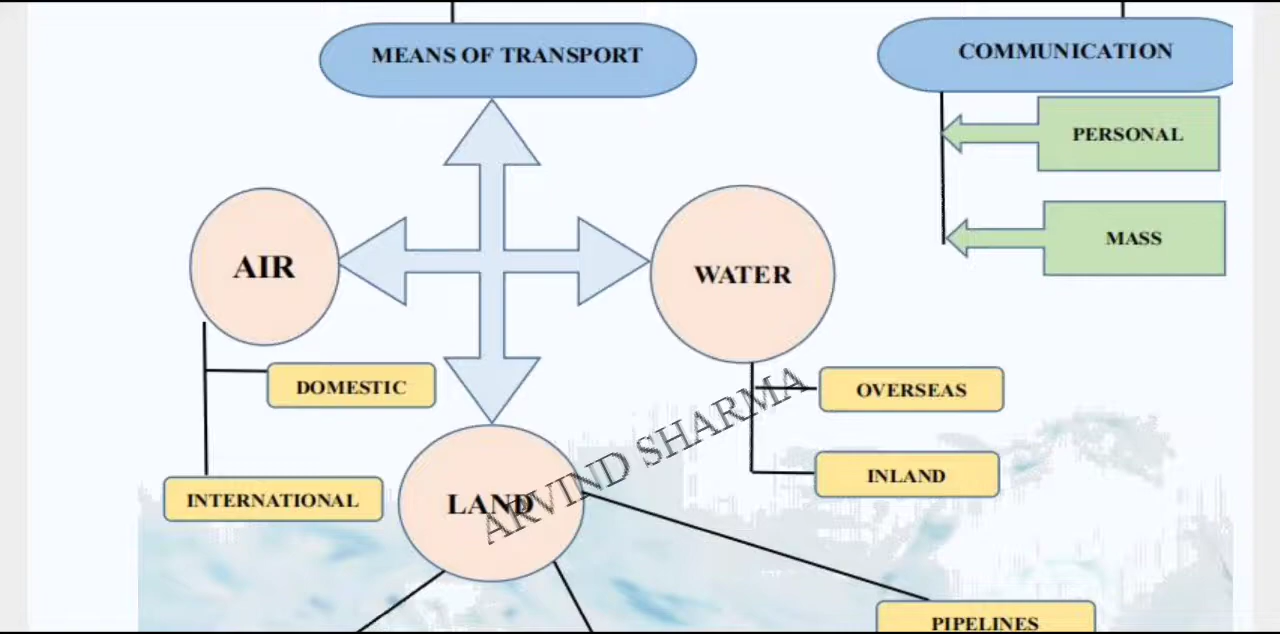 MEANS OF TRANSPORT
COMMUNICATION
PERSONAL
MASS
AIR
WATER
DOMESTIC
OVERSEAS
INTERNATIONAL
INLAND
LAND
ARVIND SHARMA
PIPELINES